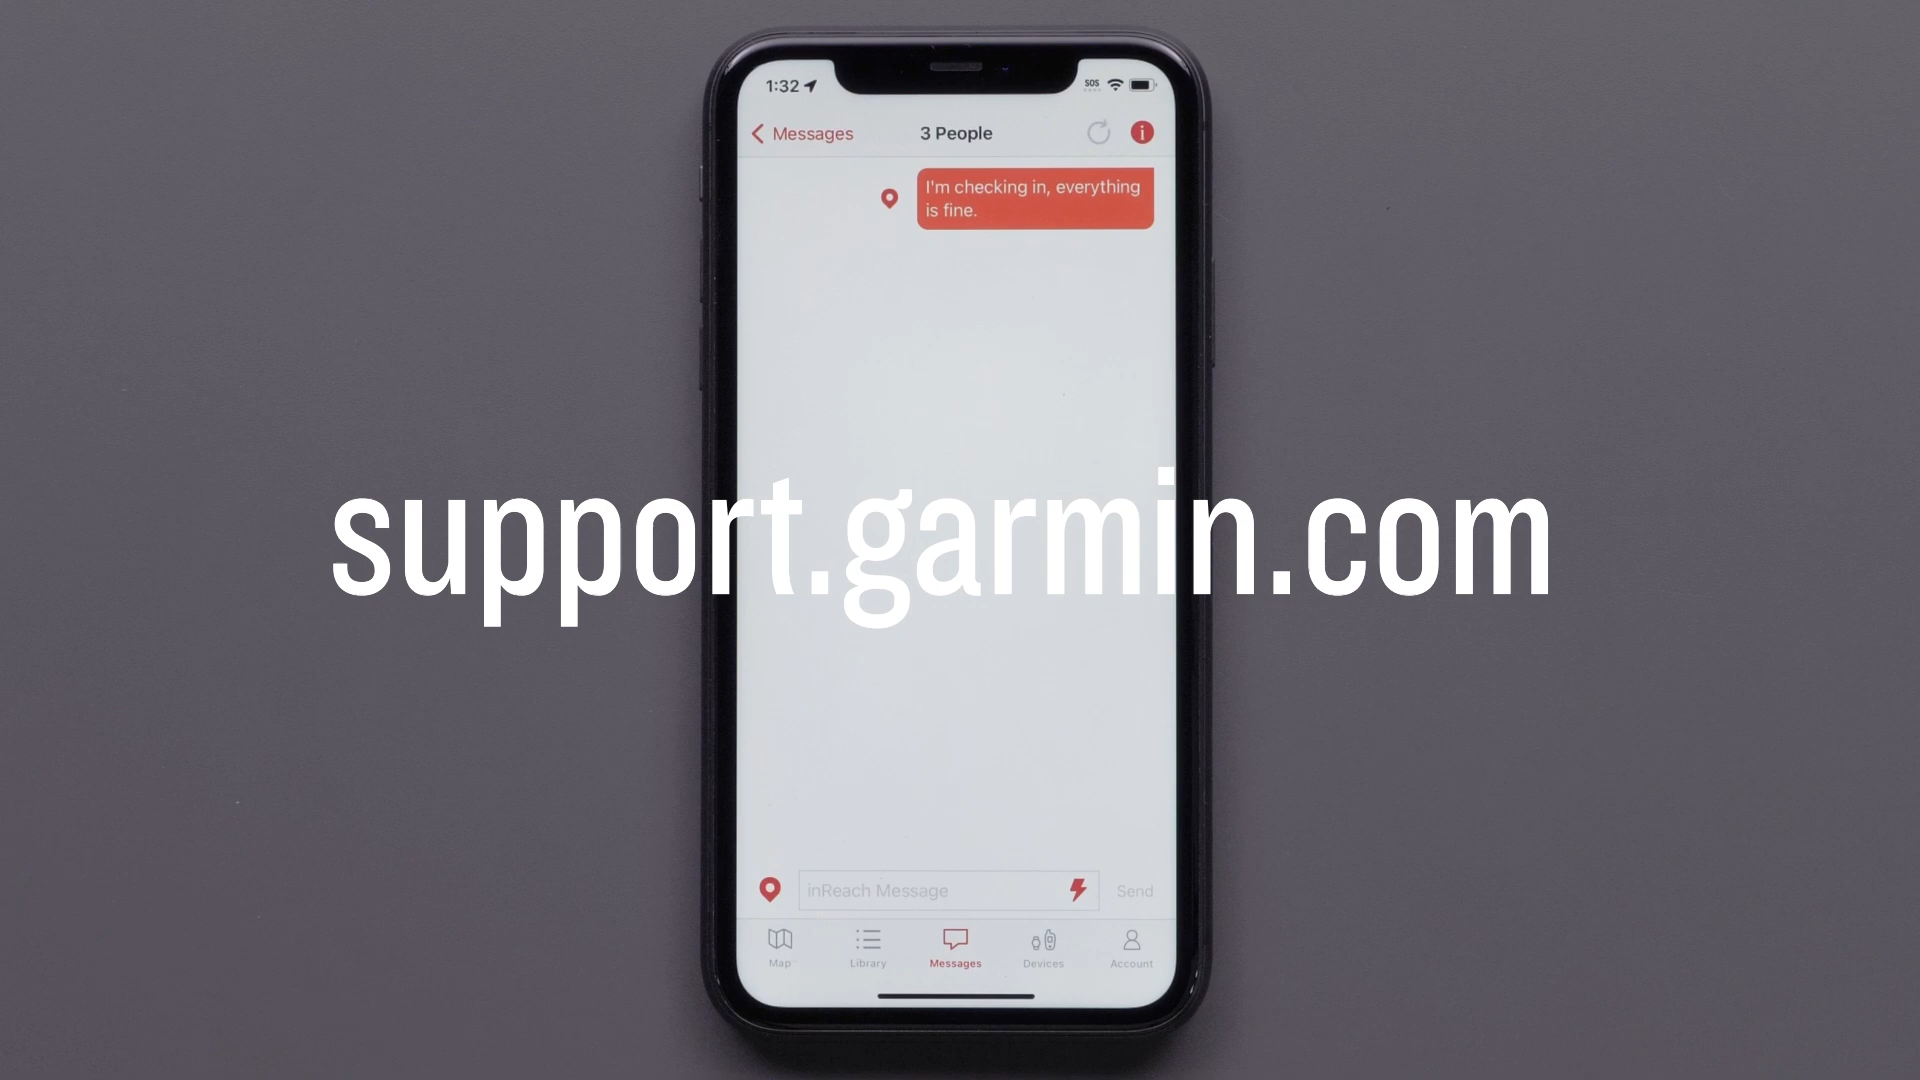 1:32
SOS
Messages
3 People
I'm checking in, everything
is fine.
support.garmin.com
inReach Message
Send
Map
Library
Messages
Devices
Account